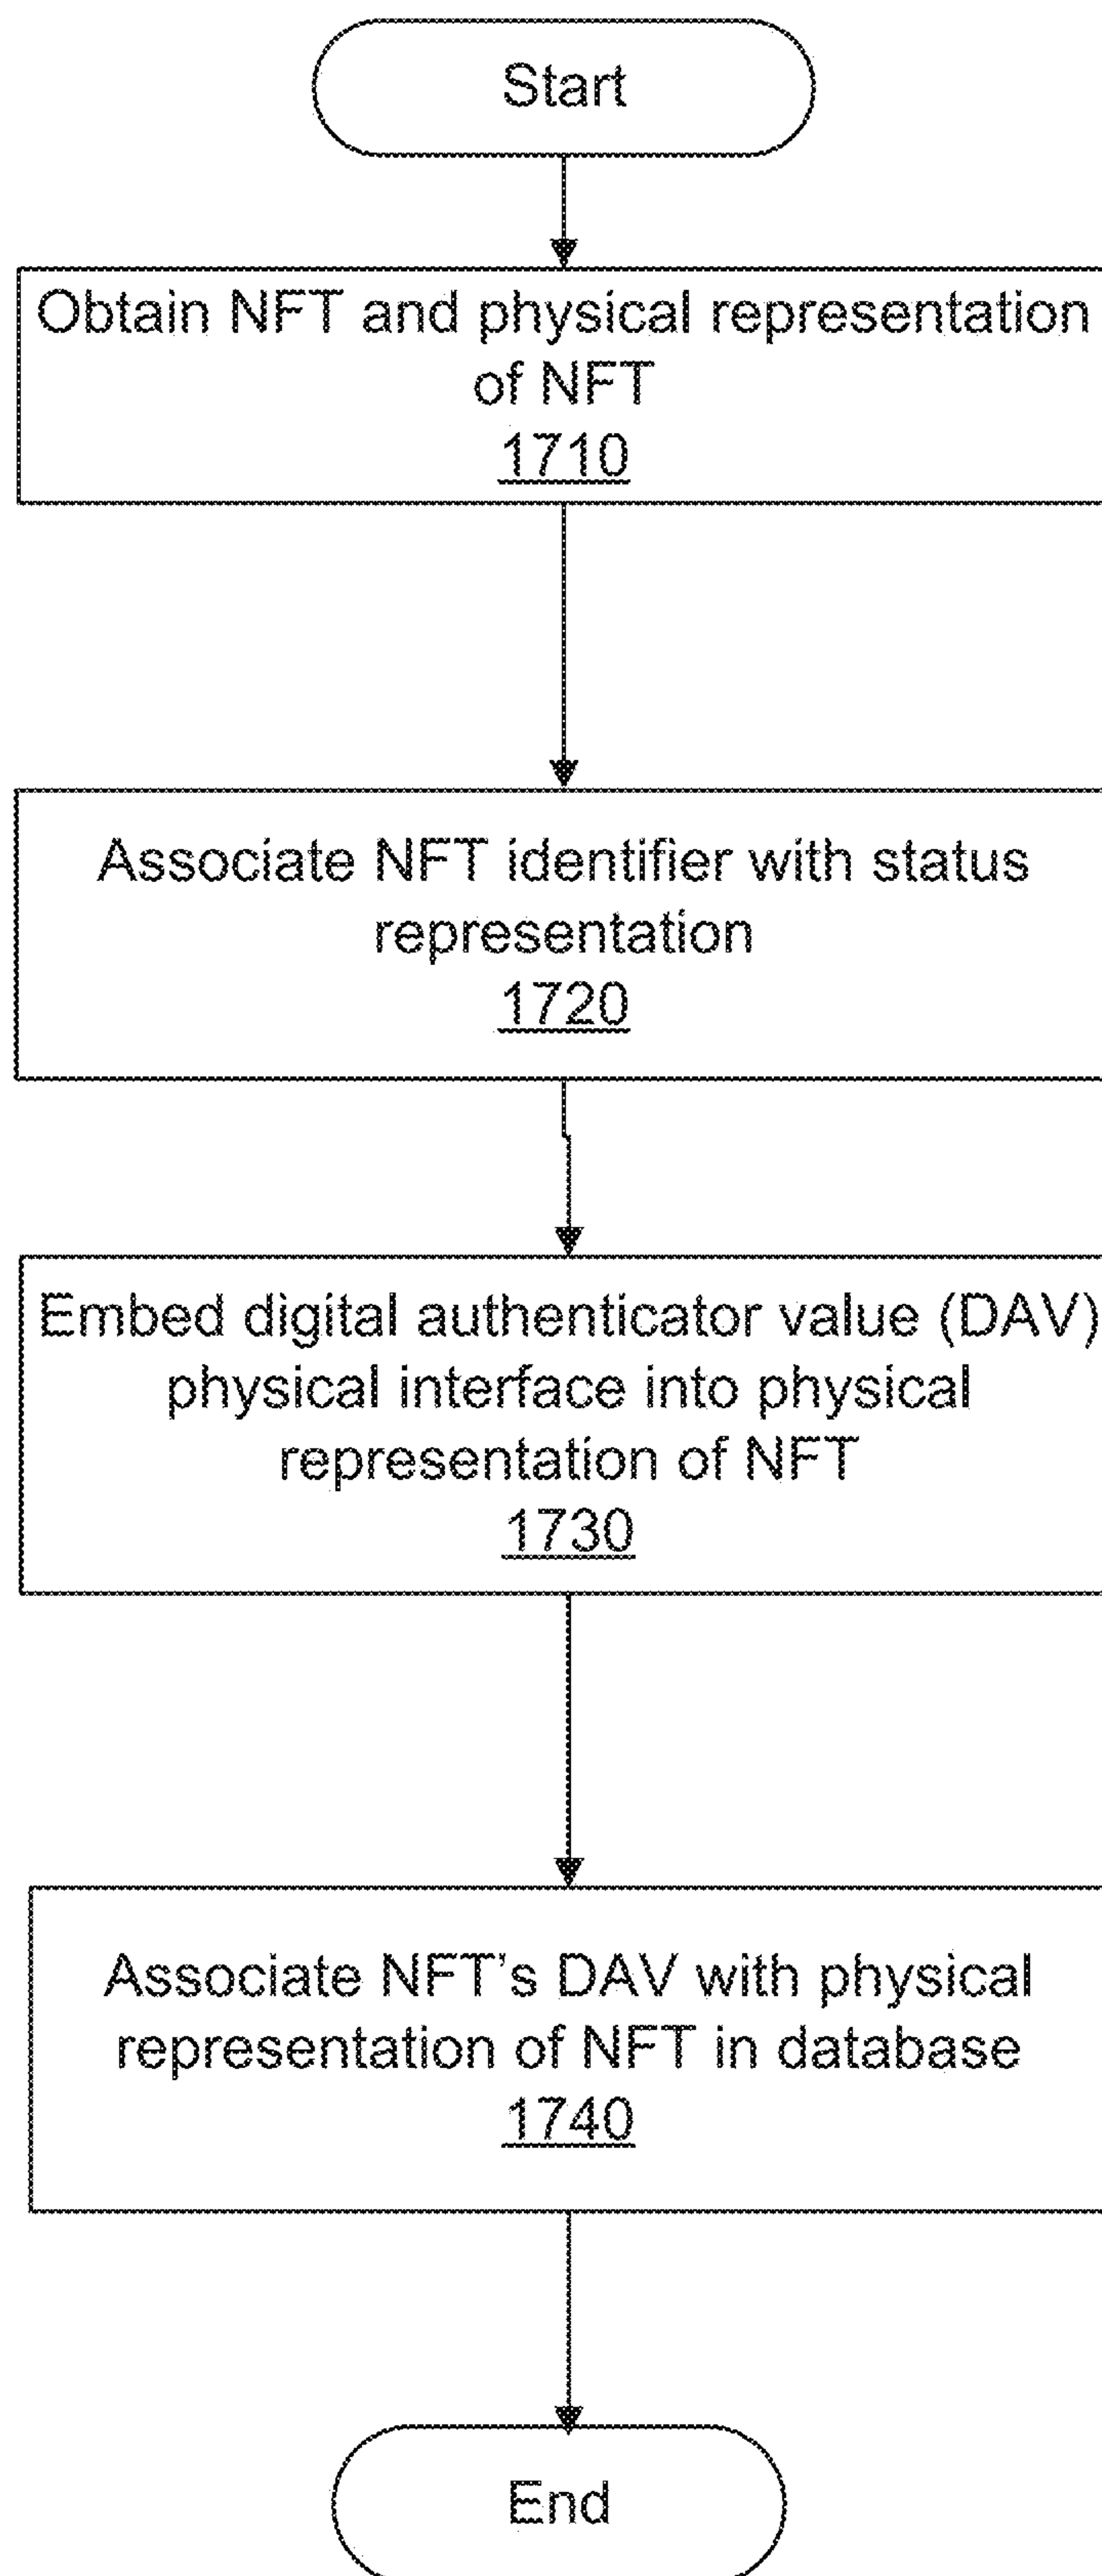 Start
Obtain NFT and physical representation
of NFT
1710
Associate NFT identifier with status
representation
1720
Embed digital authenticator value (DAV)
physical interface into physical
representation of NFT
1730
Associate NFT's DAV with physical
representation of NFT in database
1740
End